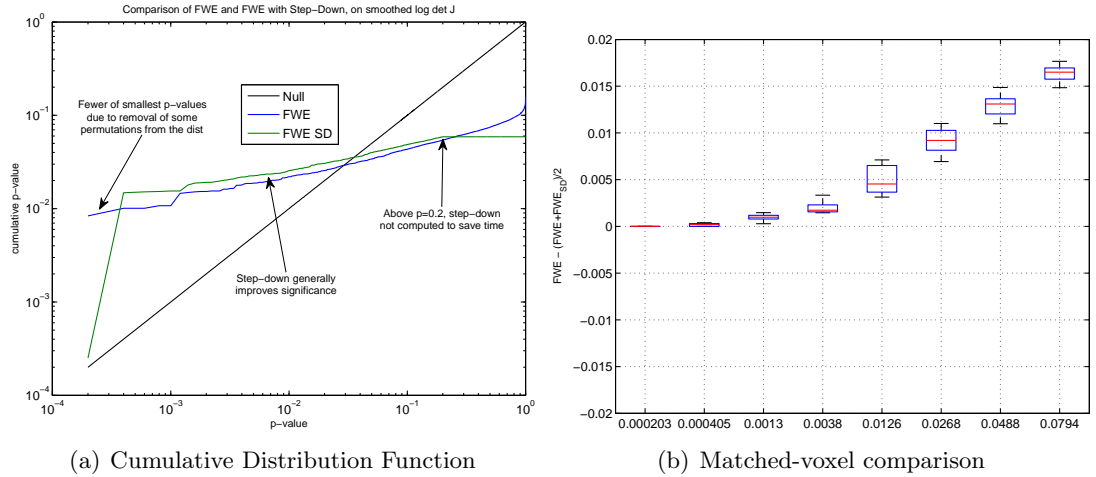 Comparison of FWE and FWE with Step−Down, on smoothed log det J
10^0
10^−1
10^−2
10^−3
10^−4
cumulative p−value
Fewer of smallest p−values
due to removal of some
permutations from the dist
Null
FWE
FWE SD
Above p=0.2, step−down
not computed to save time
Step−down generally
improves significance
10^−4
10^−3
10^−2
10^−1
10^0
p−value
(a) Cumulative Distribution Function
0.02
0.015
0.01
0.005
0
−0.005
−0.01
−0.015
−0.02
FWE − (FWE+FWE_SD)/2
0.000203 0.000405 0.0013 0.0038 0.0126 0.0268 0.0488 0.0794
(b) Matched-voxel comparison